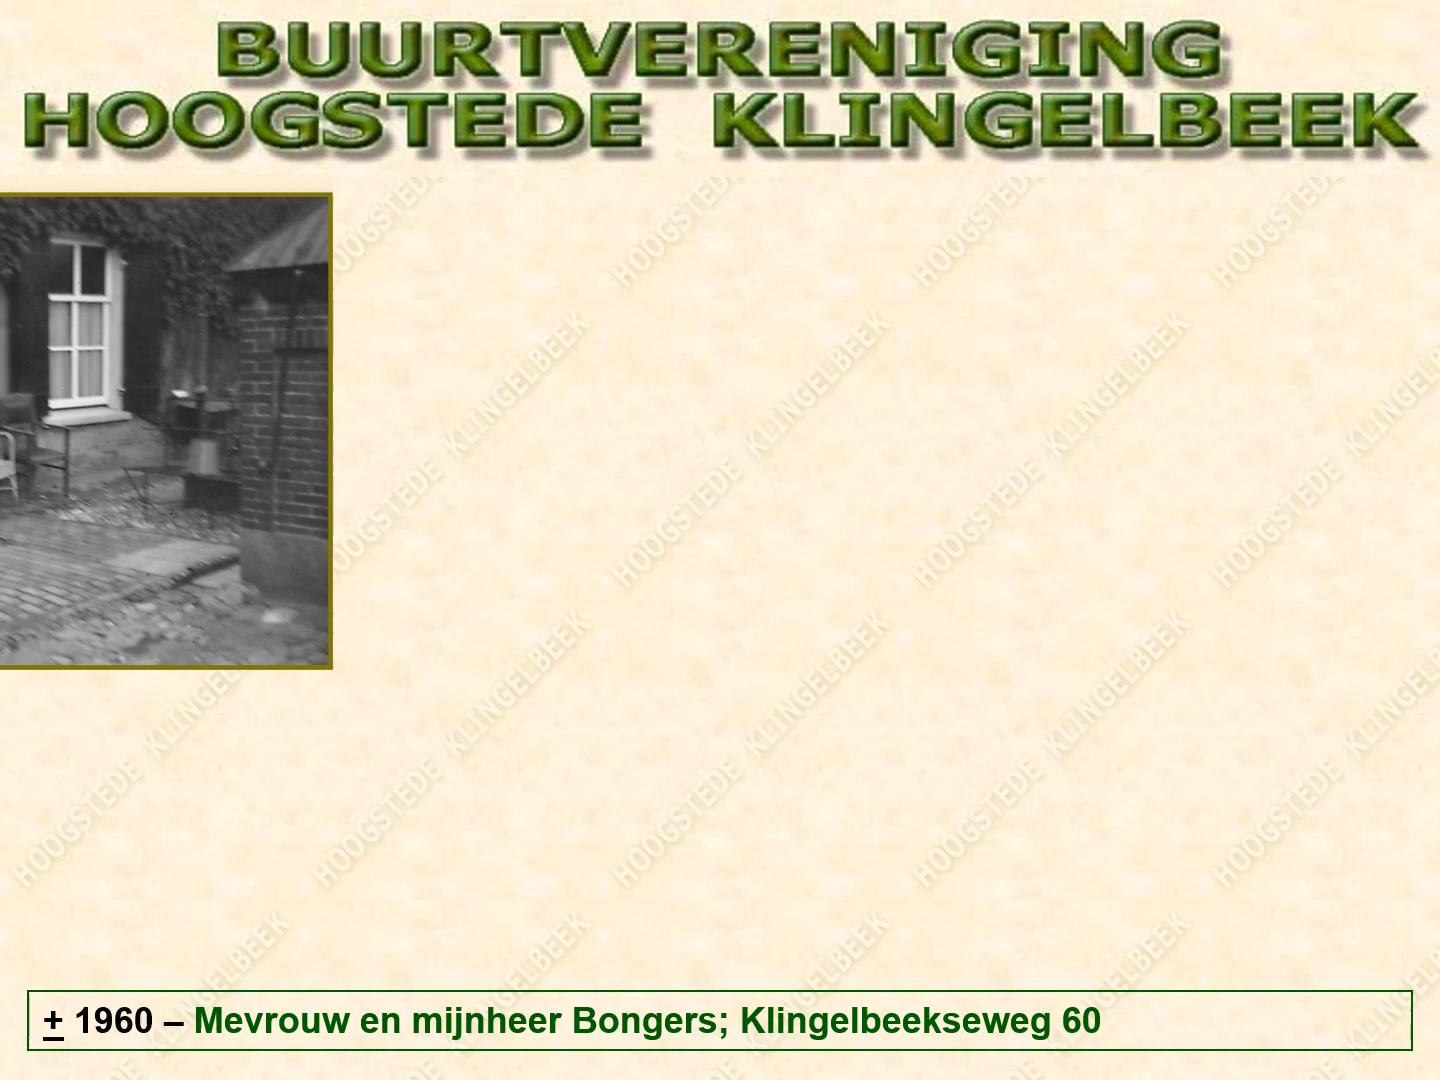 BUURTVERENIGING
HOOGSTEDE KLINGELBEEK
± 1960 – Mevrouw en mijnheer Bongers; Klingelbeekseweg 60